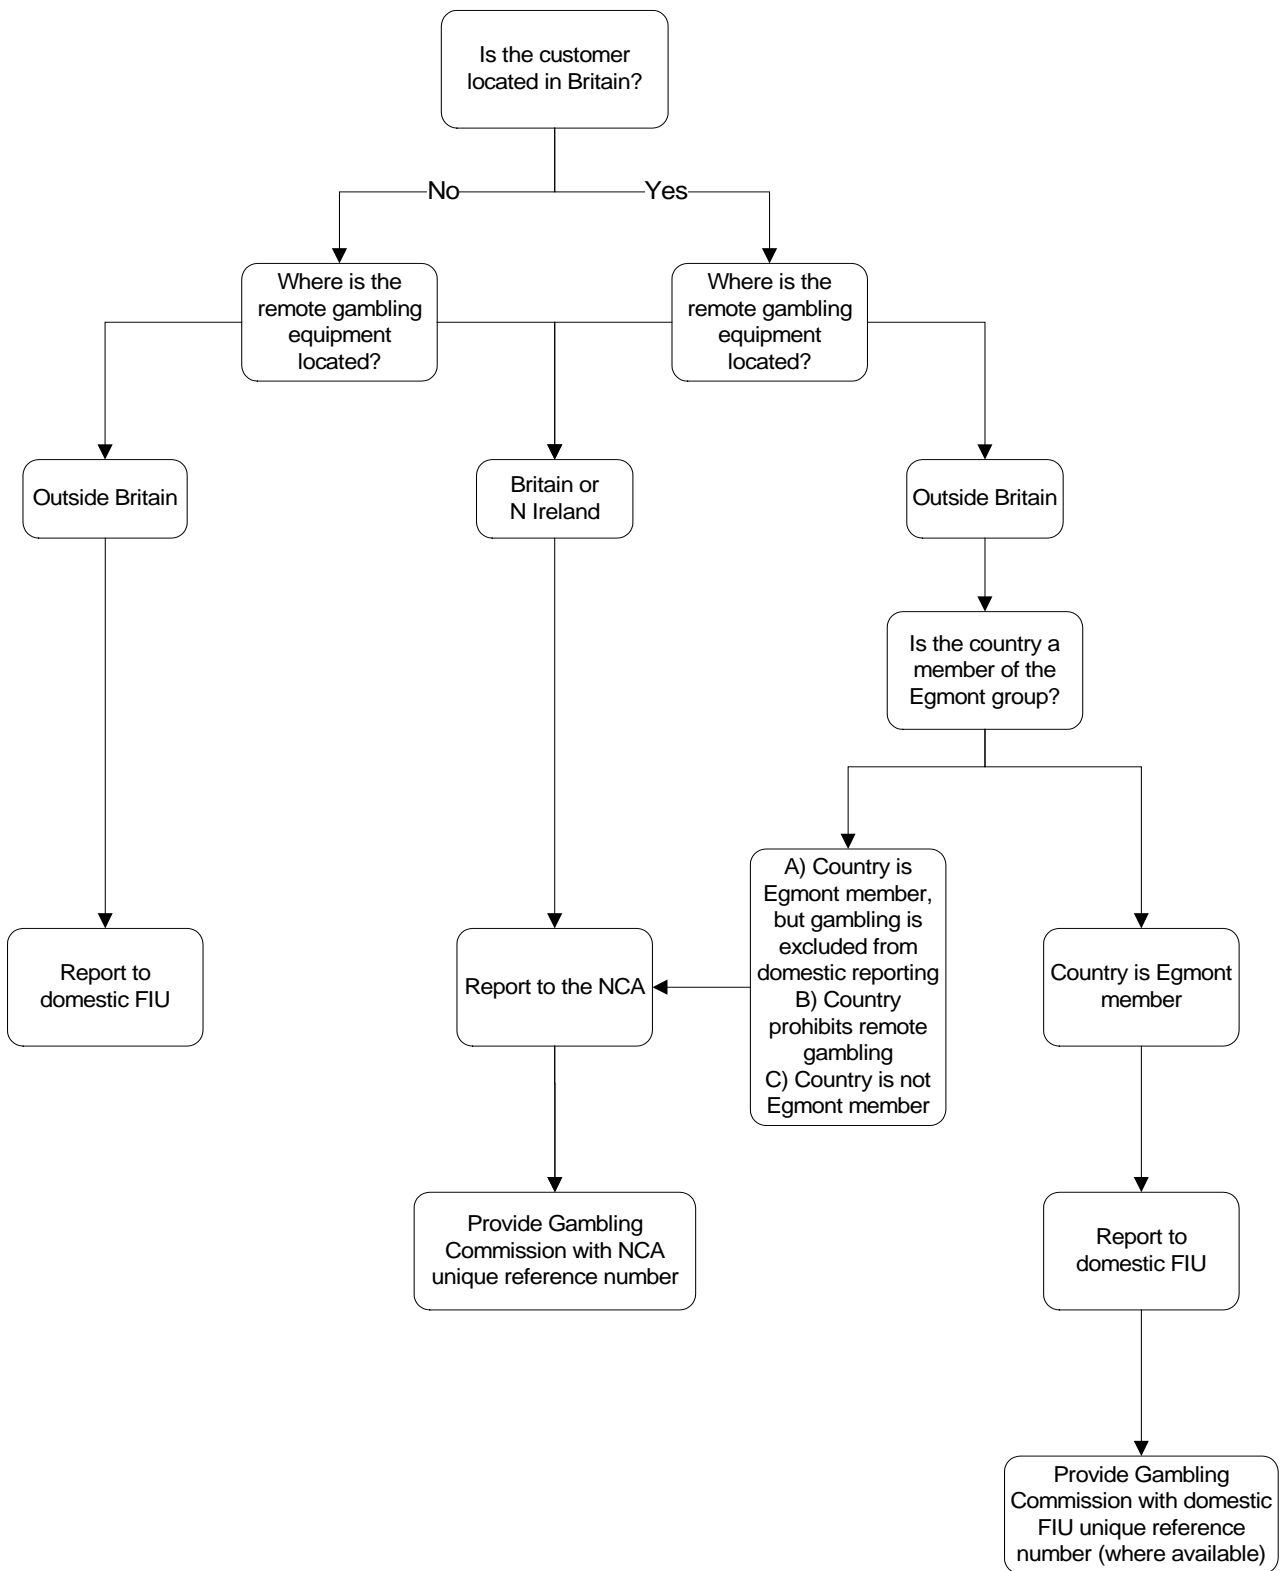 Is the customer
located in Britain?
No
Yes
Where is the
remote gambling
equipment
located?
Where is the
remote gambling
equipment
located?
Outside Britain
Britain or
N Ireland
Outside Britain
Is the country a
member of the
Egmont group?
A) Country is
Egmont member,
but gambling is
excluded from
domestic reporting
B) Country
prohibits remote
gambling
C) Country is not
Egmont member
Report to
domestic FIU
Report to the NCA
Country is Egmont
member
Provide Gambling
Commission with NCA
unique reference number
Report to
domestic FIU
Provide Gambling
Commission with domestic
FIU unique reference
number (where available)